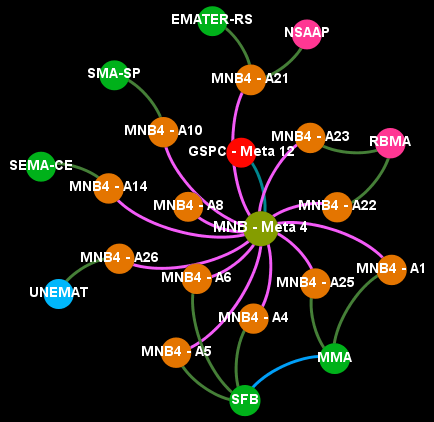 EMATER-RS
NSAAP
SMA-SP
MNB4 - A21
MNB4 - A10
MNB4 - A23
RBMA
GSPC - Meta 12
SEMA-CE
MNB4 - A14
MNB4 - A8
MNB4 - A22
MNB - Meta 4
MNB4 - A26
MNB4 - A6
MNB4 - A25
MNB4 - A1
UNEMAT
MNB4 - A4
MNB4 - A5
MMA
SFB